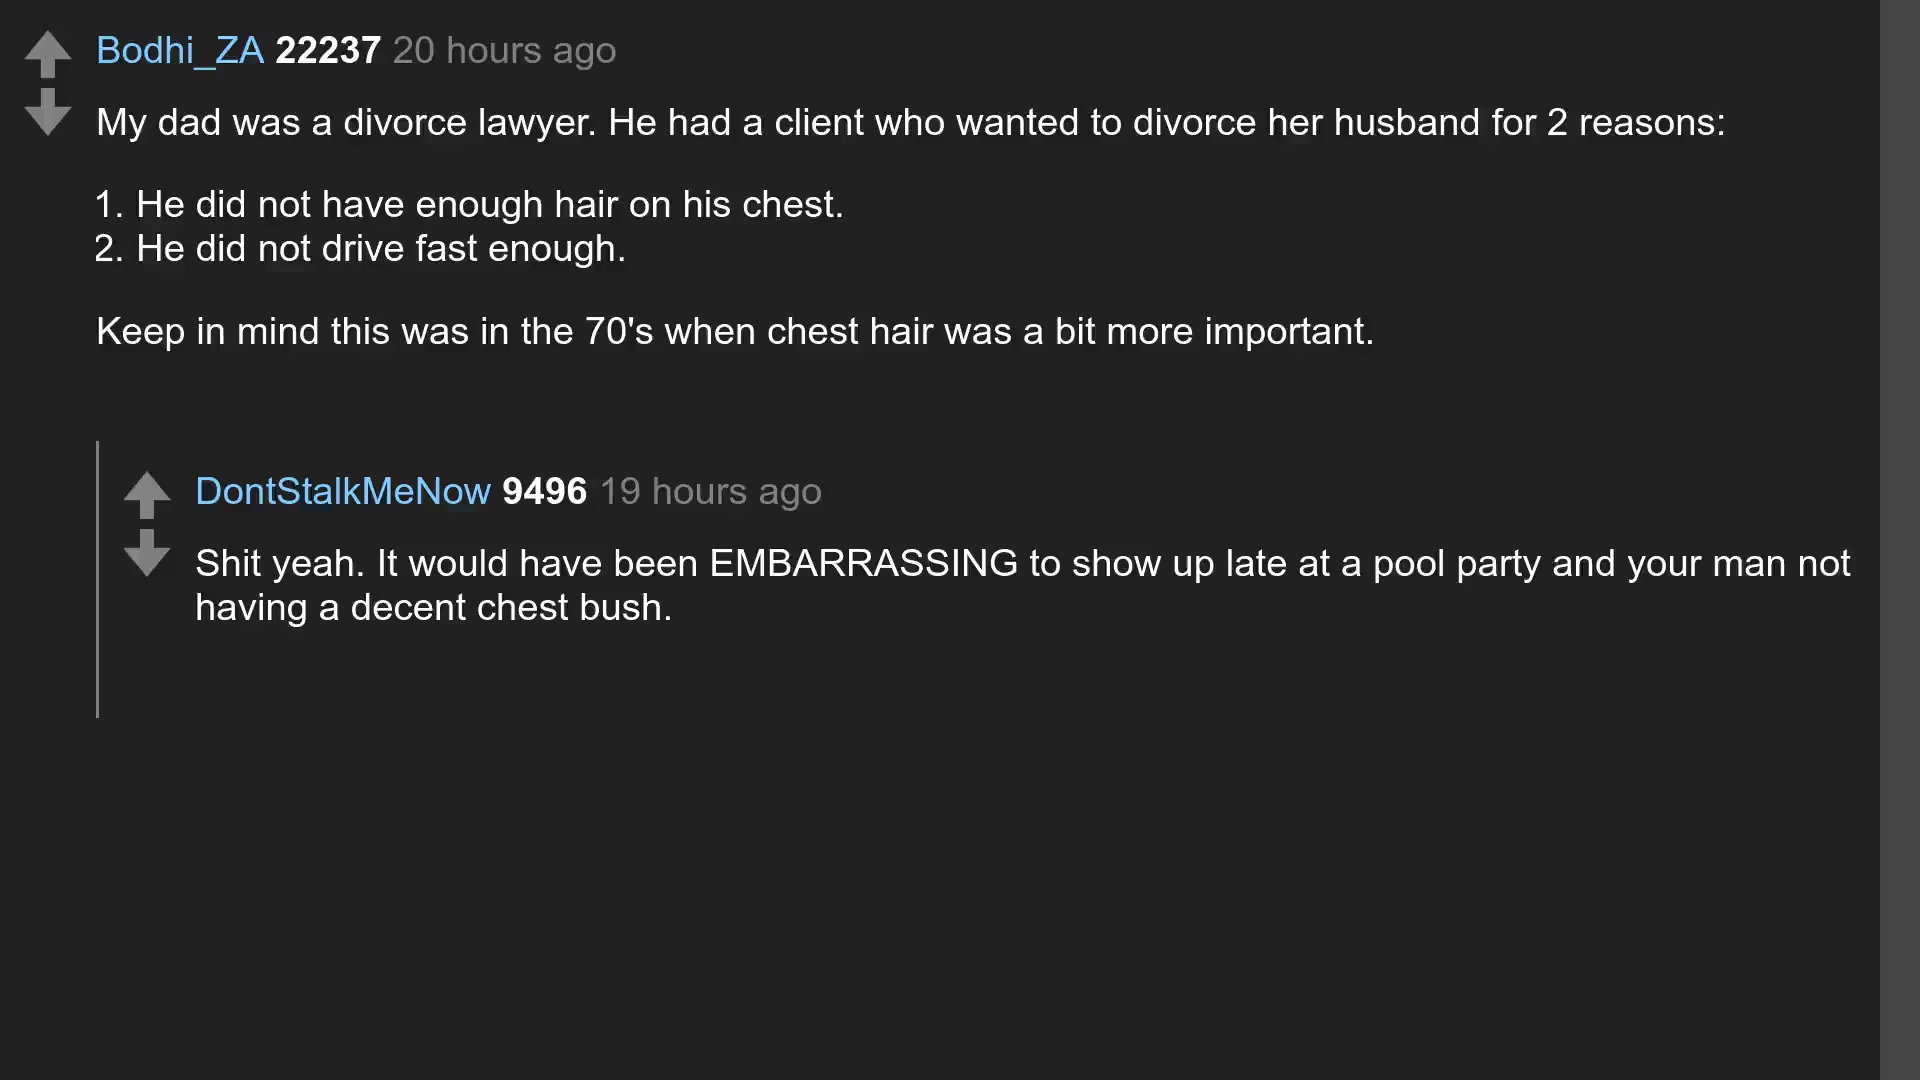 Bodhi_ZA 22237 20 hours ago
My dad was a divorce lawyer. He had a client who wanted to divorce her husband for 2 reasons:
1. He did not have enough hair on his chest.
2. He did not drive fast enough.
Keep in mind this was in the 70's when chest hair was a bit more important.
DontStalkMeNow 9496 19 hours ago
Shit yeah. It would have been EMBARRASSING to show up late at a pool party and your man not
having a decent chest bush.